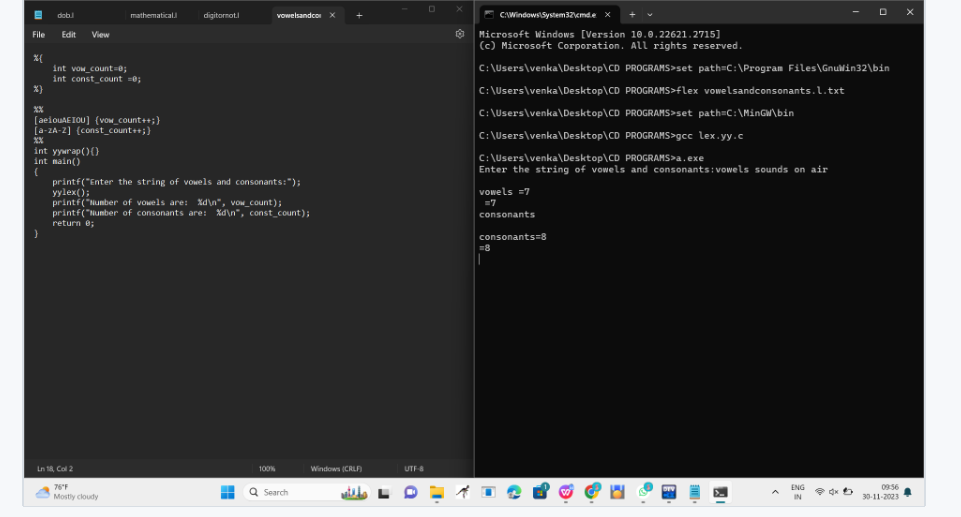 dob.l mathematical.l digitornot.l vowelsandcon
File Edit View
%{
int vow_count=0;
int const_count =0;
%}
%%
[aeiouAEIOU] {vow_count++;}
[a-zA-Z] {const_count++;}
%%
int yywrap(){}
int main()
{
printf("Enter the string of vowels and consonants:");
yylex();
printf("Number of vowels are:  %d\n", vow_count);
printf("Number of consonants are:  %d\n", const_count);
return 0;
}
Ln 18, Col 2 100% Windows (CRLF) UTF-8
C:\Windows\System32\cmd.e
Microsoft Windows [Version 10.0.22621.2715]
(c) Microsoft Corporation. All rights reserved.
C:\Users\venka\Desktop\CD PROGRAMS>set path=C:\Program Files\GnuWin32\bin
C:\Users\venka\Desktop\CD PROGRAMS>flex vowelsandconsonants.l.txt
C:\Users\venka\Desktop\CD PROGRAMS>set path=C:\MinGW\bin
C:\Users\venka\Desktop\CD PROGRAMS>gcc lex.yy.c
C:\Users\venka\Desktop\CD PROGRAMS>a.exe
Enter the string of vowels and consonants:vowels sounds on air
vowels =7
=7
consonants
consonants=8
=8
76°F
Mostly cloudy
Search
ENG
IN
09:56
30-11-2023